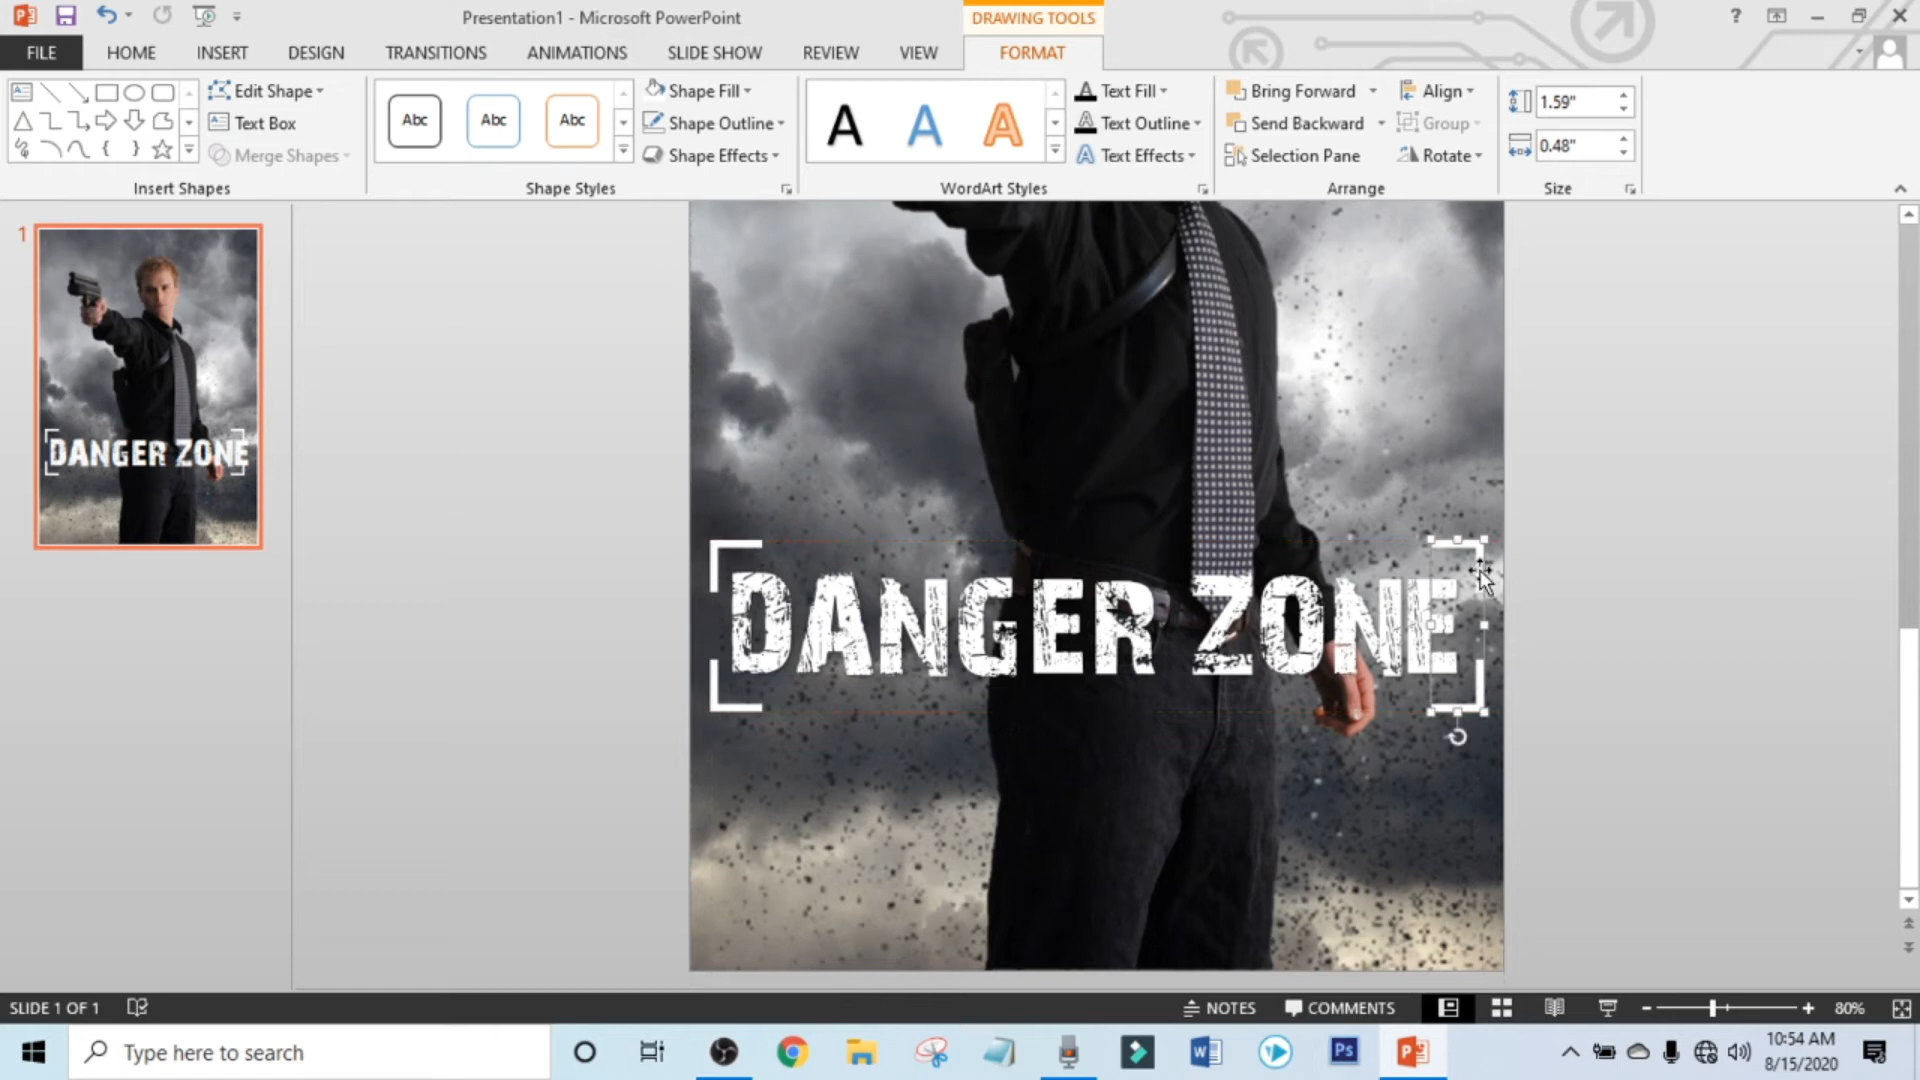 Presentation1 - Microsoft PowerPoint
DRAWING TOOLS
?
FILE HOME INSERT DESIGN TRANSITIONS ANIMATIONS SLIDE SHOW REVIEW VIEW FORMAT
Edit Shape
Text Box
Merge Shapes
Insert Shapes
Abc Abc Abc
Shape Fill
Shape Outline
Shape Effects
Shape Styles
A A A
Text Fill
Text Outline
Text Effects
WordArt Styles
Bring Forward
Send Backward
Selection Pane
Align
Group
Rotate
Arrange
1.59"
0.48"
Size
1
DANGER ZONE
DANGER ZONE
SLIDE 1 OF 1
NOTES
COMMENTS
80%
Type here to search
Ps
10:54 AM
8/15/2020